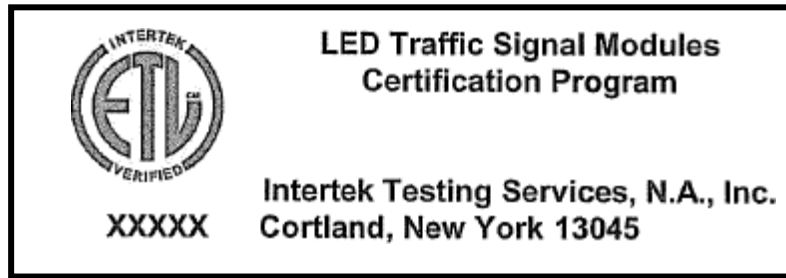 INTERTEK
ETL
VERIFIED
XXXXX
LED Traffic Signal Modules
Certification Program
Intertek Testing Services, N.A., Inc.
Cortland, New York 13045